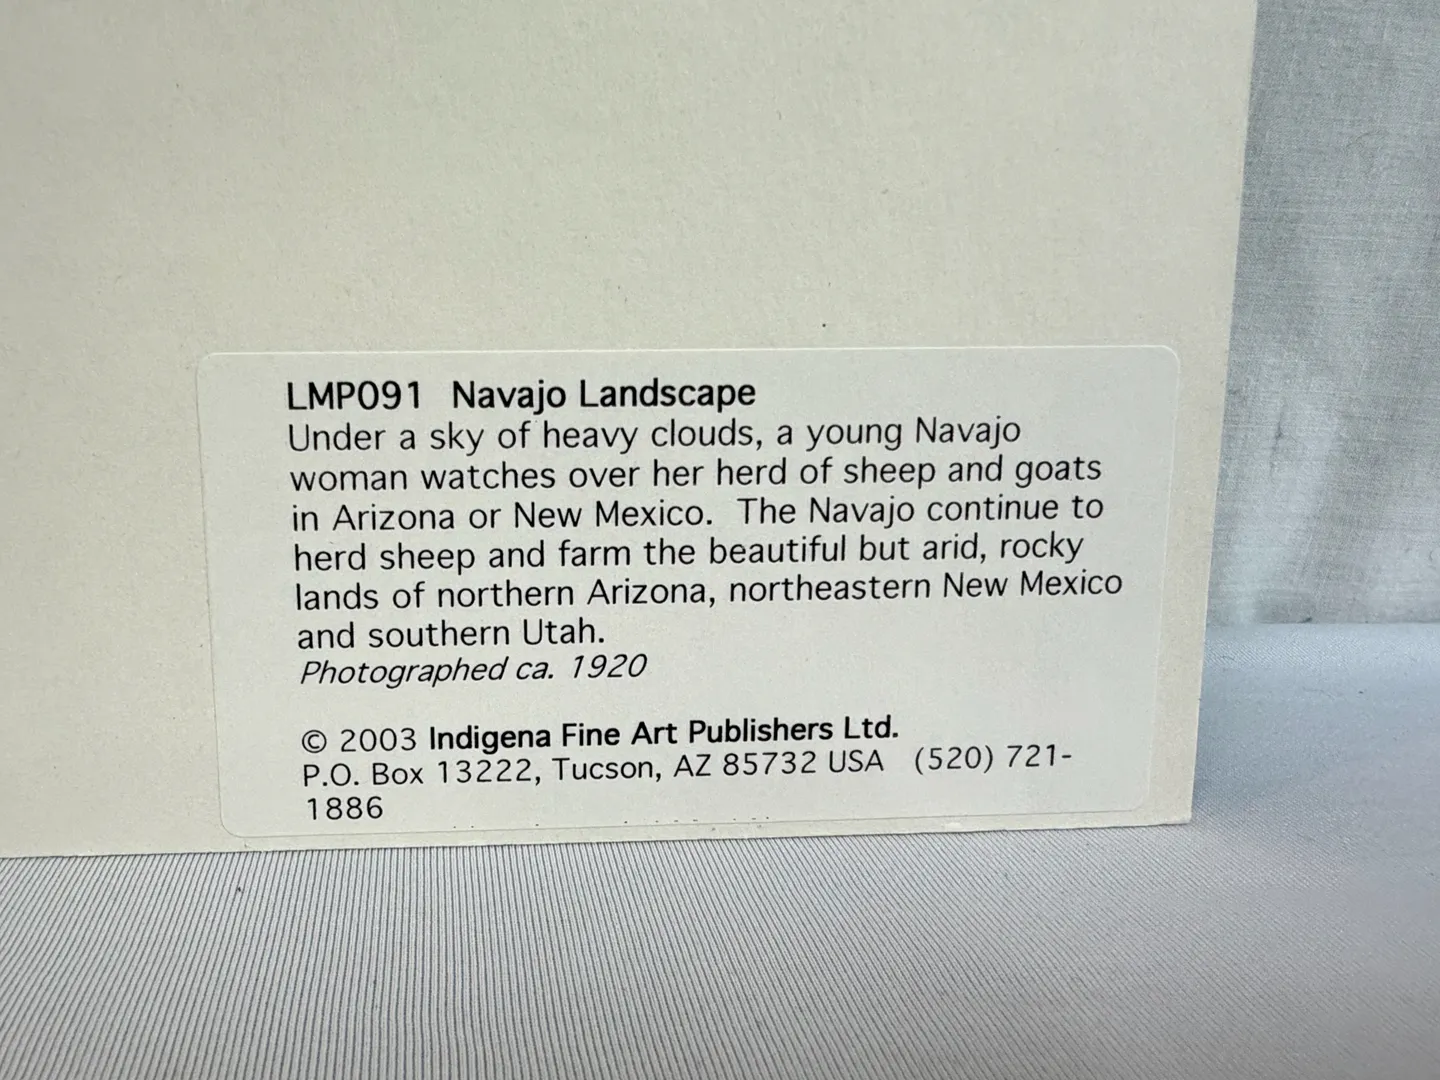 LMP091  Navajo Landscape
Under a sky of heavy clouds, a young Navajo
woman watches over her herd of sheep and goats
in Arizona or New Mexico.  The Navajo continue to
herd sheep and farm the beautiful but arid, rocky
lands of northern Arizona, northeastern New Mexico
and southern Utah.
Photographed ca. 1920
© 2003 Indigena Fine Art Publishers Ltd.
P.O. Box 13222, Tucson, AZ 85732 USA   (520) 721-
1886